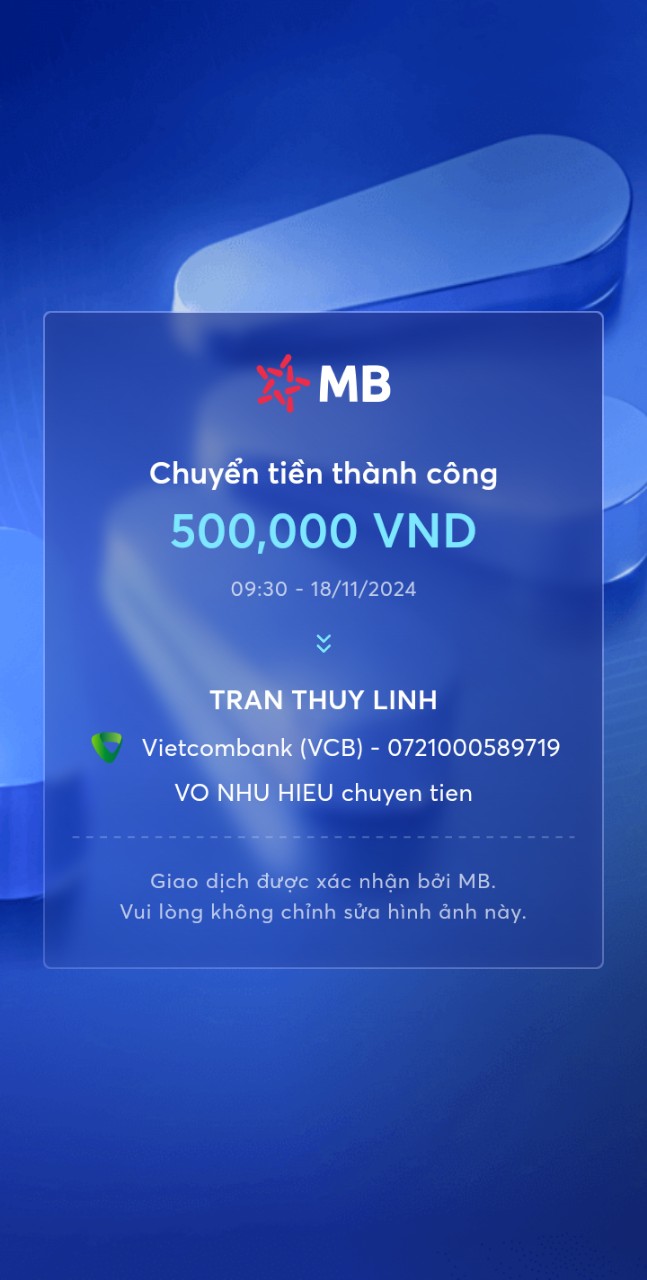 MB
Chuyển tiền thành công
500,000 VND
09:30 - 18/11/2024
TRAN THUY LINH
Vietcombank (VCB) - 0721000589719
VO NHU HIEU chuyen tien
Giao dịch được xác nhận bởi MB.
Vui lòng không chỉnh sửa hình ảnh này.